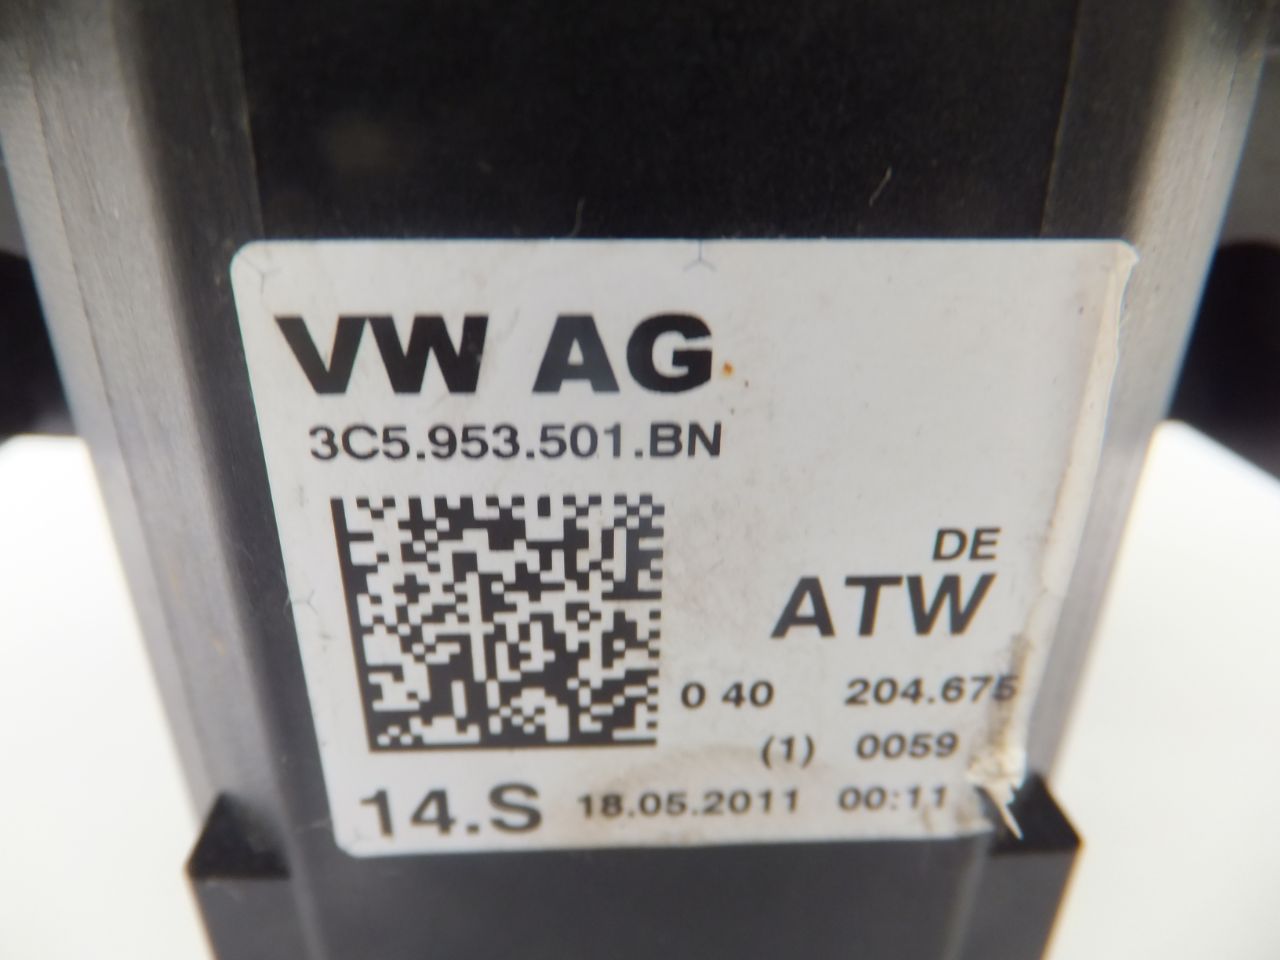 VW AG
3C5.953.501.BN
DE
ATW
0 40 204.675
(1) 0059
14.S 18.05.2011 00:11